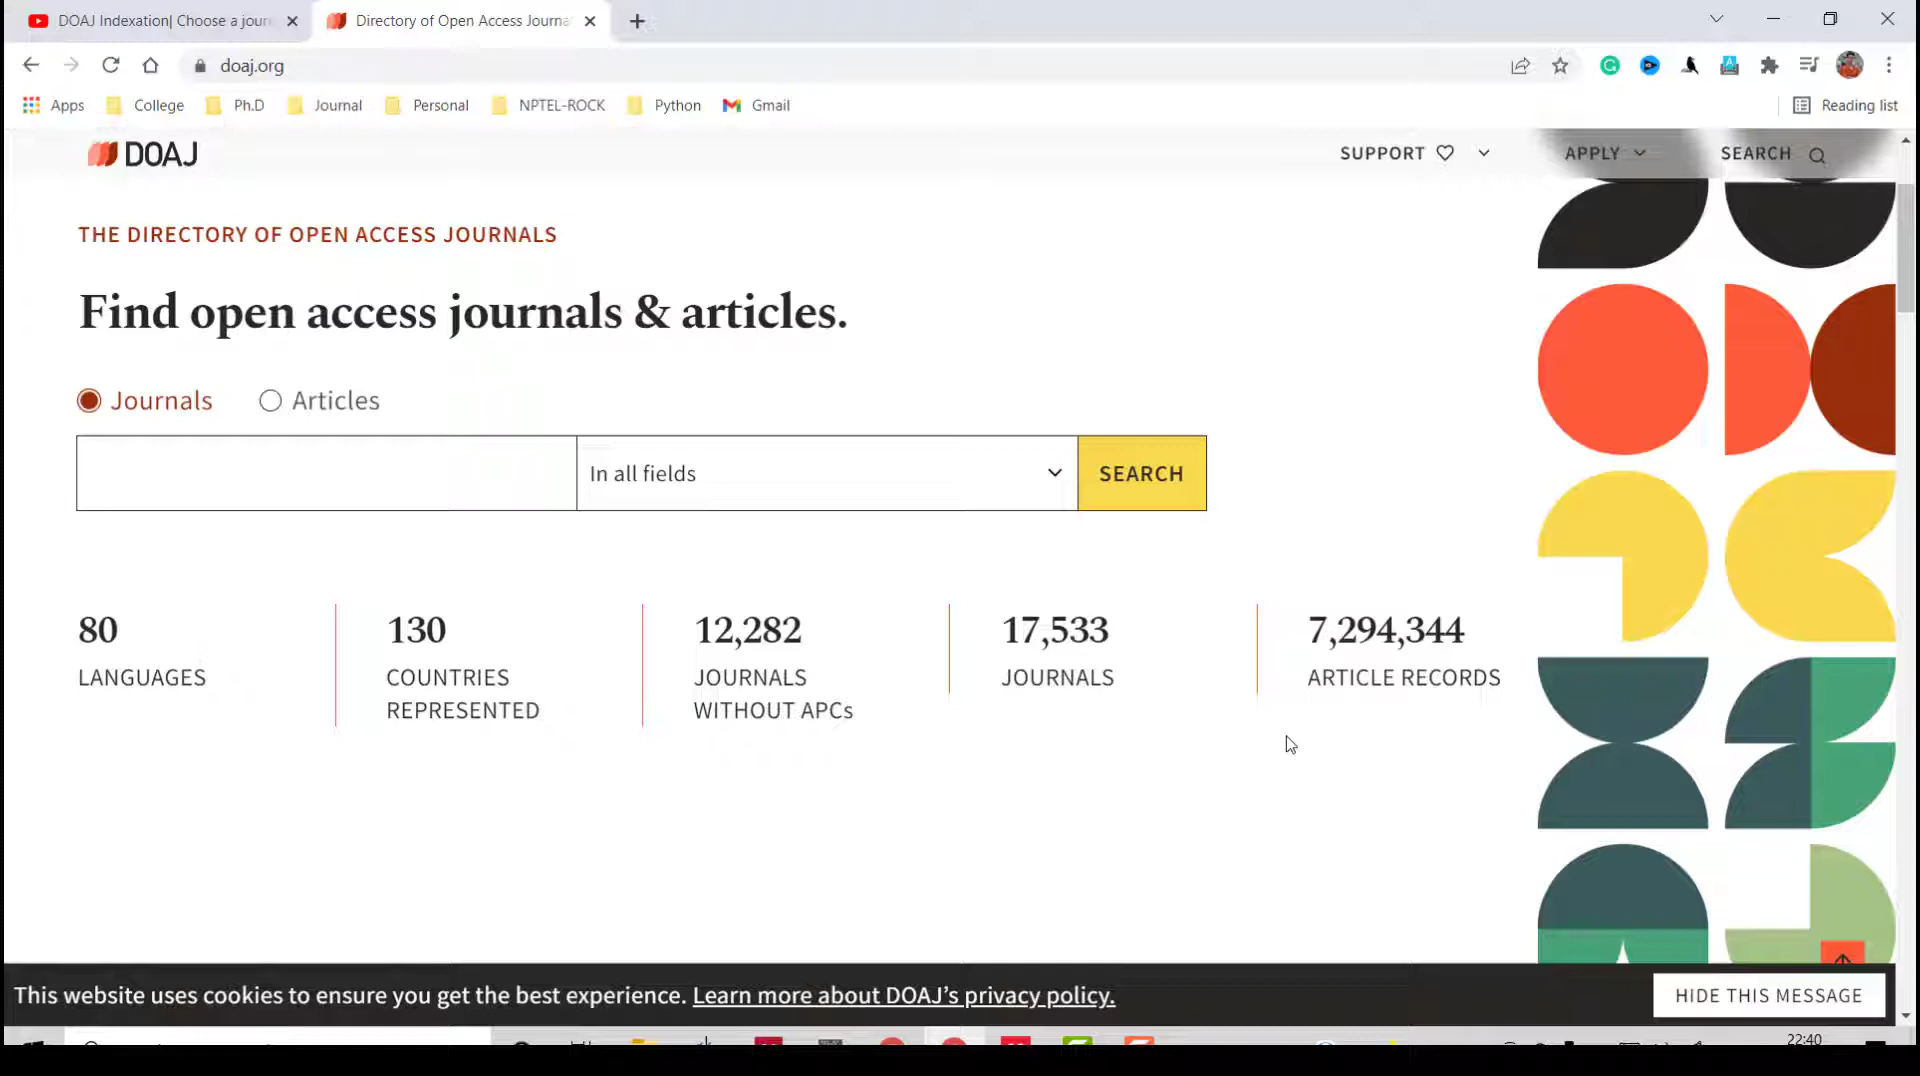 DOAJ Indexation| Choose a jour
Directory of Open Access Journa
doaj.org
Apps College Ph.D Journal Personal NPTEL-ROCK Python Gmail Reading list
DOAJ SUPPORT APPLY SEARCH
THE DIRECTORY OF OPEN ACCESS JOURNALS
Find open access journals & articles.
Journals Articles
In all fields SEARCH
80 130 12,282 17,533 7,294,344
LANGUAGES COUNTRIES JOURNALS JOURNALS ARTICLE RECORDS
REPRESENTED WITHOUT APCs
This website uses cookies to ensure you get the best experience. Learn more about DOAJ’s privacy policy. HIDE THIS MESSAGE
22:40